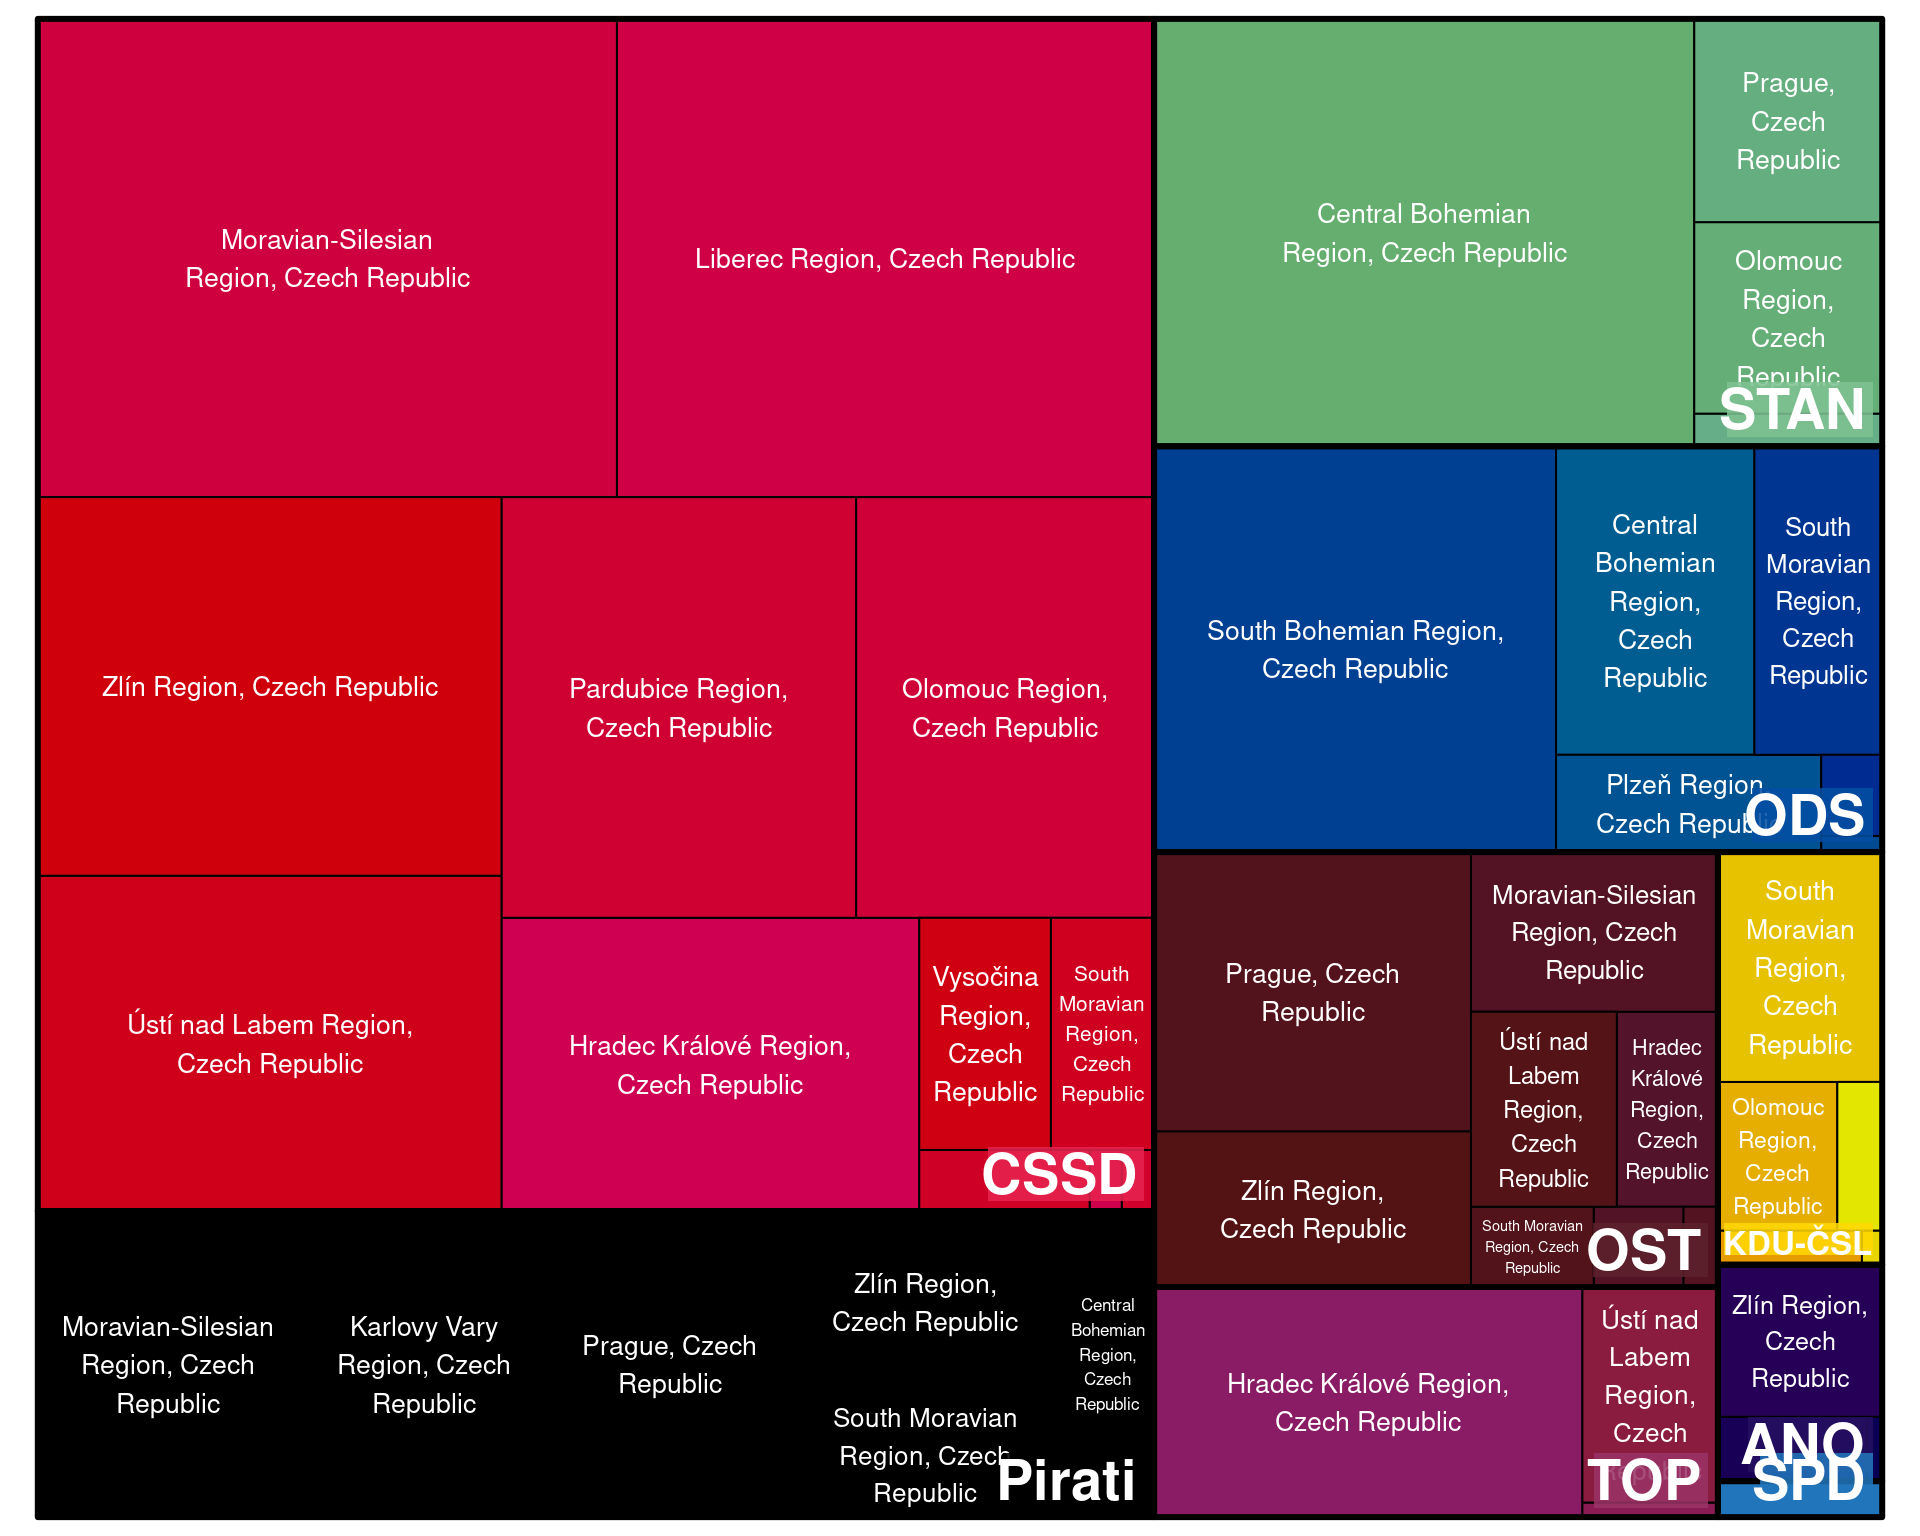 Moravian-Silesian
Region, Czech Republic
Liberec Region, Czech Republic
Zlín Region, Czech Republic
Pardubice Region,
Czech Republic
Olomouc Region,
Czech Republic
Ústí nad Labem Region,
Czech Republic
Hradec Králové Region,
Czech Republic
Vysočina
Region,
Czech
Republic
South
Moravian
Region,
Czech
Republic
CSSD
Moravian-Silesian
Region, Czech
Republic
Karlovy Vary
Region, Czech
Republic
Prague, Czech
Republic
Zlín Region,
Czech Republic
South Moravian
Region, Czech
Republic
Central
Bohemian
Region,
Czech
Republic
Pirati
Central Bohemian
Region, Czech Republic
Prague,
Czech
Republic
Olomouc
Region,
Czech
Republic
STAN
South Bohemian Region,
Czech Republic
Central
Bohemian
Region,
Czech
Republic
South
Moravian
Region,
Czech
Republic
Plzeň Region
Czech Republic
ODS
Prague, Czech
Republic
Moravian-Silesian
Region, Czech
Republic
Zlín Region,
Czech Republic
Ústí nad
Labem
Region,
Czech
Republic
Hradec
Králové
Region,
Czech
Republic
South Moravian
Region, Czech
Republic
OST
South
Moravian
Region,
Czech
Republic
Olomouc
Region,
Czech
Republic
KDU-ČSL
Hradec Králové Region,
Czech Republic
Ústí nad
Labem
Region,
Czech
TOP
Zlín Region,
Czech
Republic
ANO
SPD